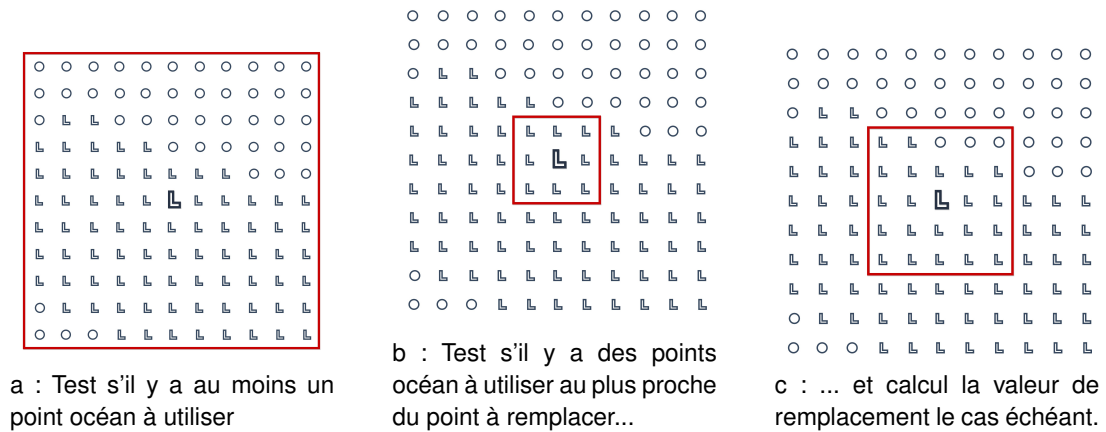 a : Test s'il y a au moins un
point océan à utiliser
b : Test s'il y a des points
océan à utiliser au plus proche
du point à remplacer...
c : ... et calcul la valeur de
remplacement le cas échéant.